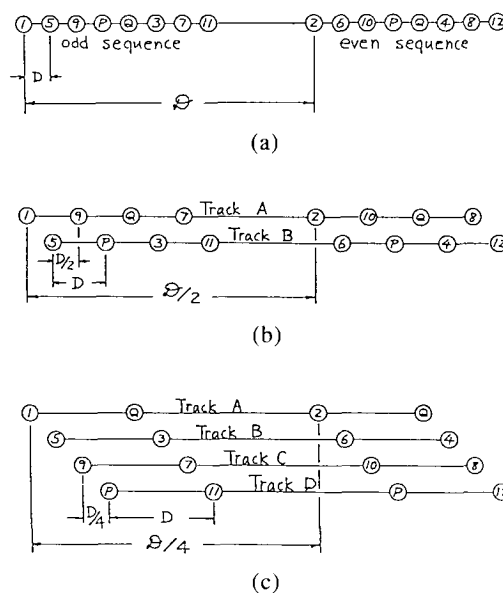 1 5 9 P Q 3 7 11 2 6 10 P Q 4 8 12
odd sequence even sequence
D
𝒟
(a)
1 9 Q 7 Track A 2 10 Q 8
5 P 3 11 Track B 6 P 4 12
D/2
D
𝒟/2
(b)
1 Q Track A 2 Q
5 3 Track B 6 4
9 7 Track C 10 8
P 11 Track D P 12
D/4 D
𝒟/4
(c)